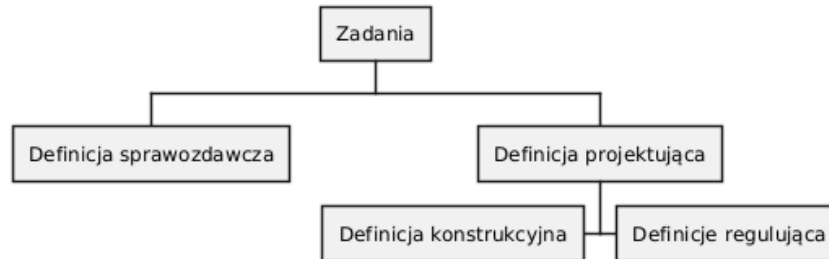 Zadania
Definicja sprawozdawcza
Definicja projektująca
Definicja konstrukcyjna
Definicje regulująca